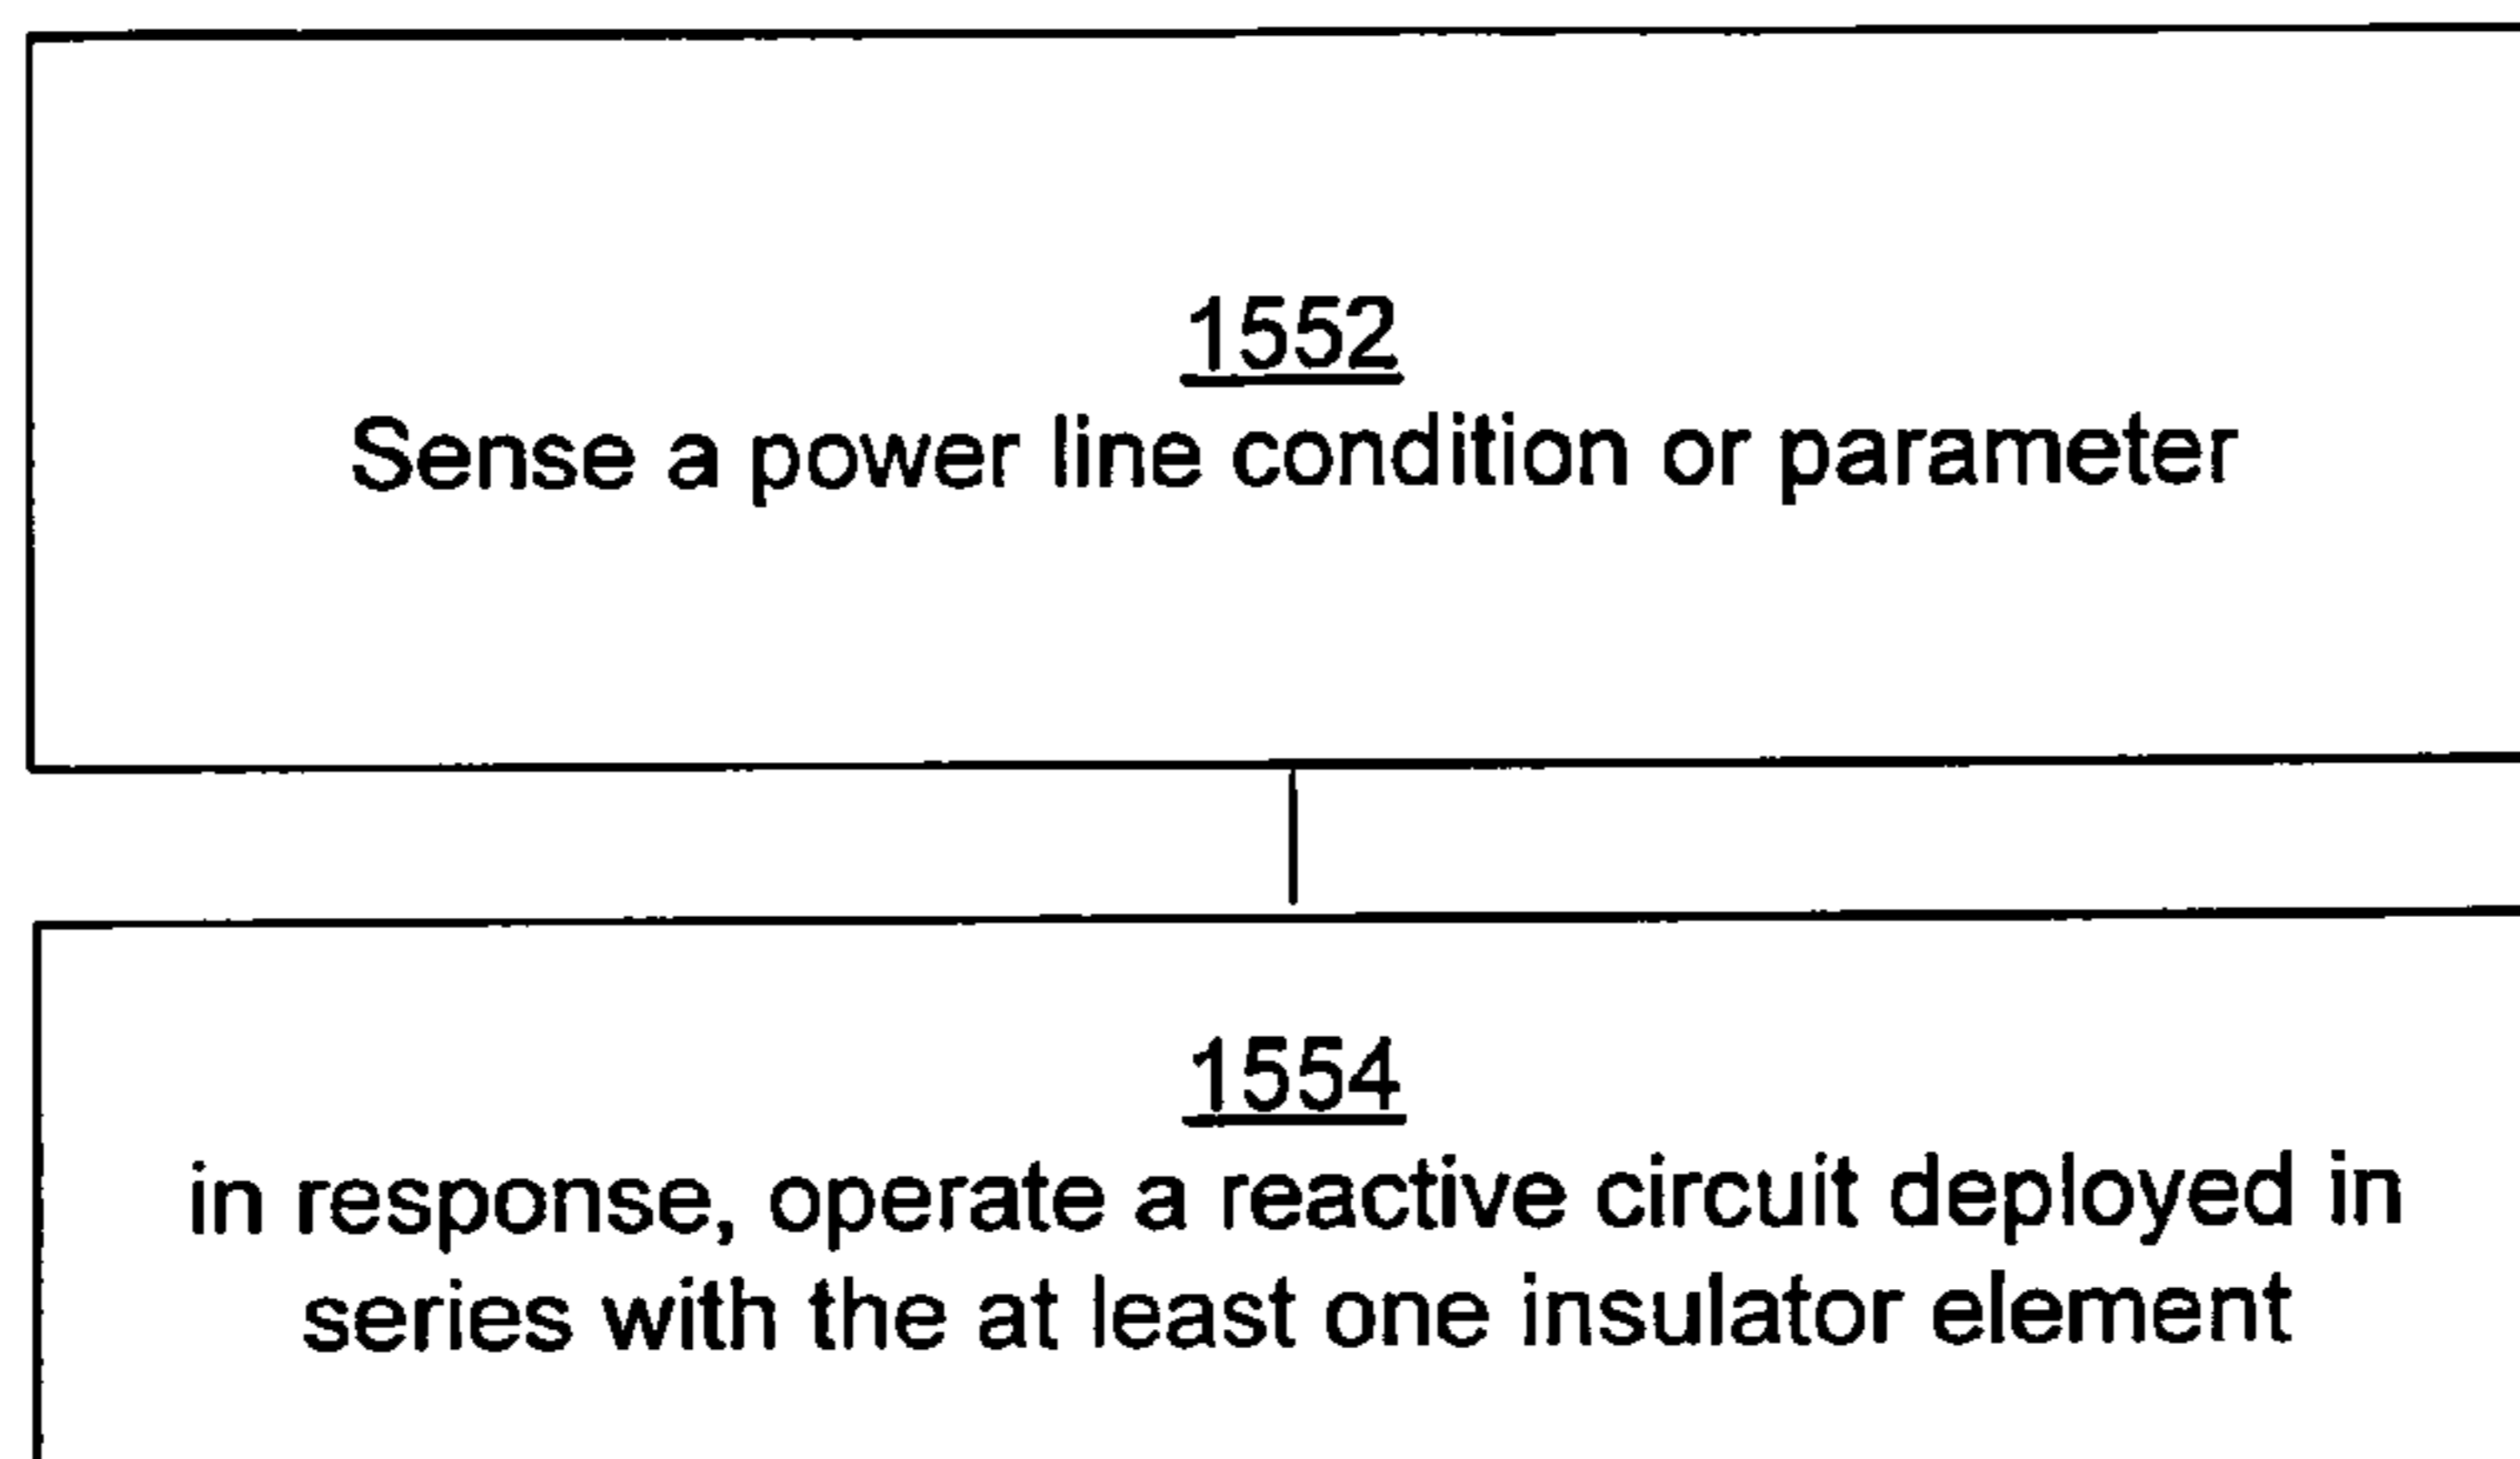 1552
Sense a power line condition or parameter
1554
in response, operate a reactive circuit deployed in
series with the at least one insulator element